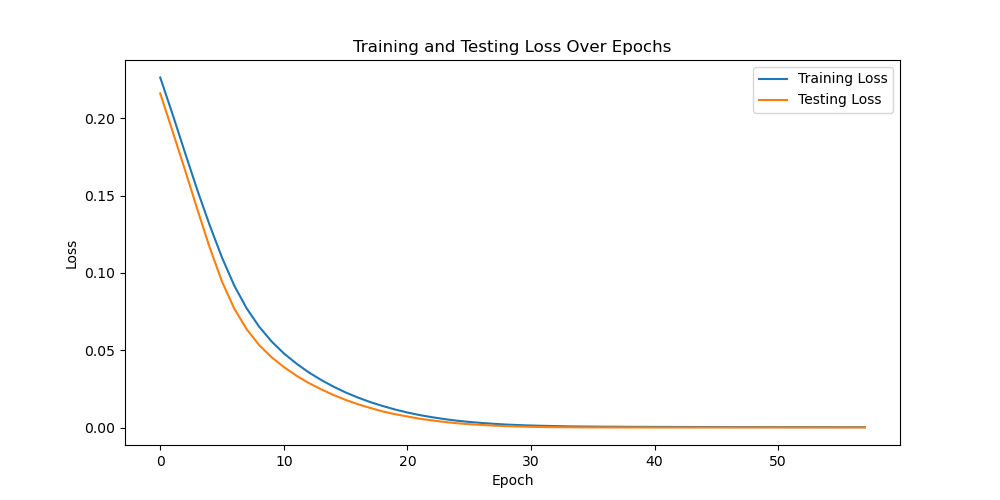 Training and Testing Loss Over Epochs
Training Loss
Testing Loss
Loss
0.20
0.15
0.10
0.05
0.00
0 10 20 30 40 50
Epoch